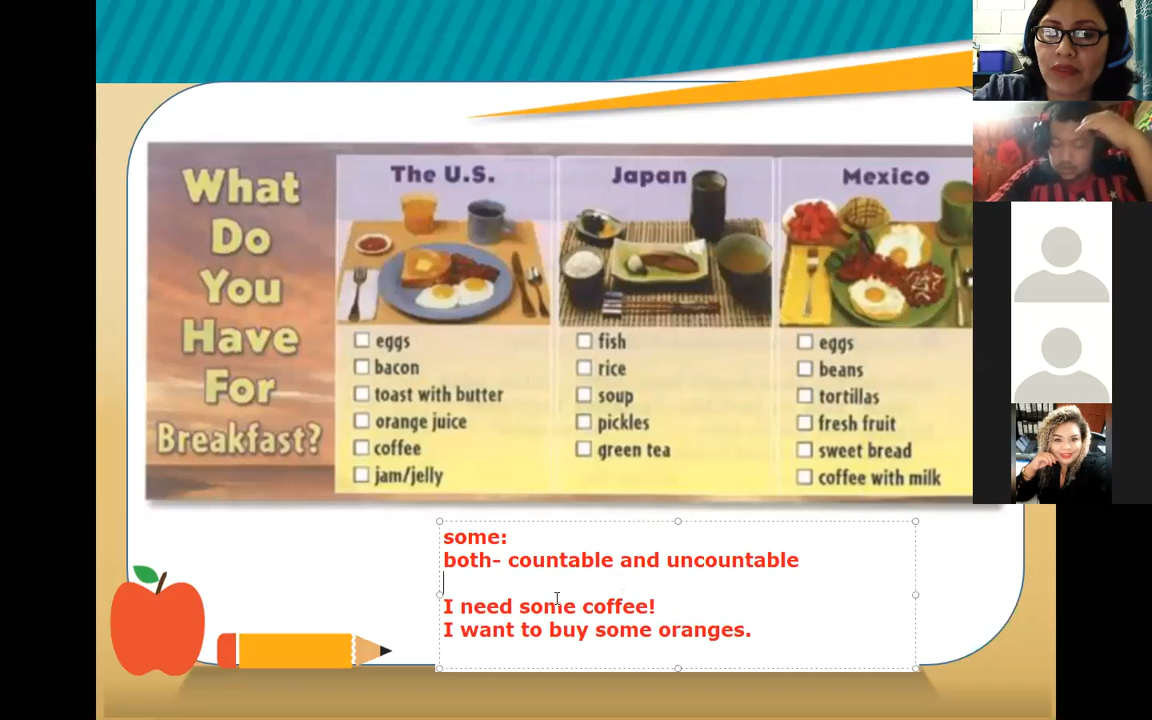 What
Do
You
Have
For
Breakfast?
The U.S.
eggs
bacon
toast with butter
orange juice
coffee
jam/jelly
Japan
fish
rice
soup
pickles
green tea
Mexico
eggs
beans
tortillas
fresh fruit
sweet bread
coffee with milk
some:
both- countable and uncountable
I need some coffee!
I want to buy some oranges.